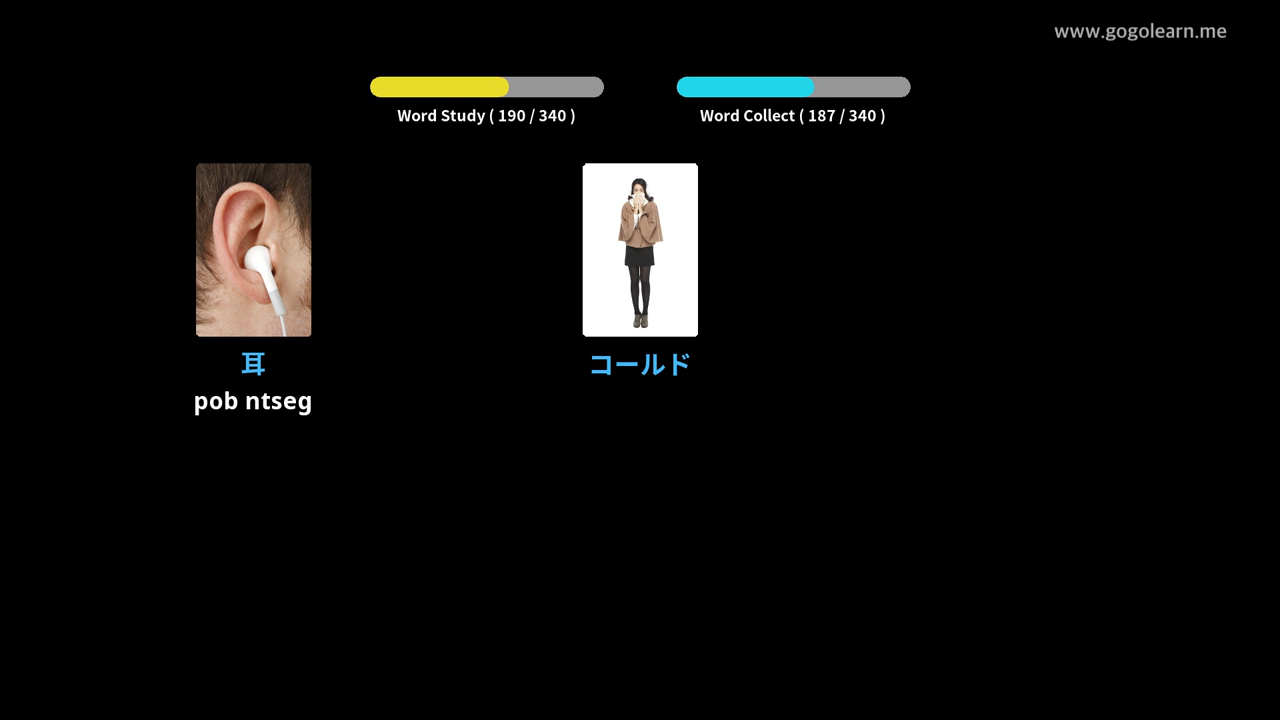 www.gogolearn.me
Word Study ( 190 / 340 )
Word Collect ( 187 / 340 )
耳
pob ntseg
コールド